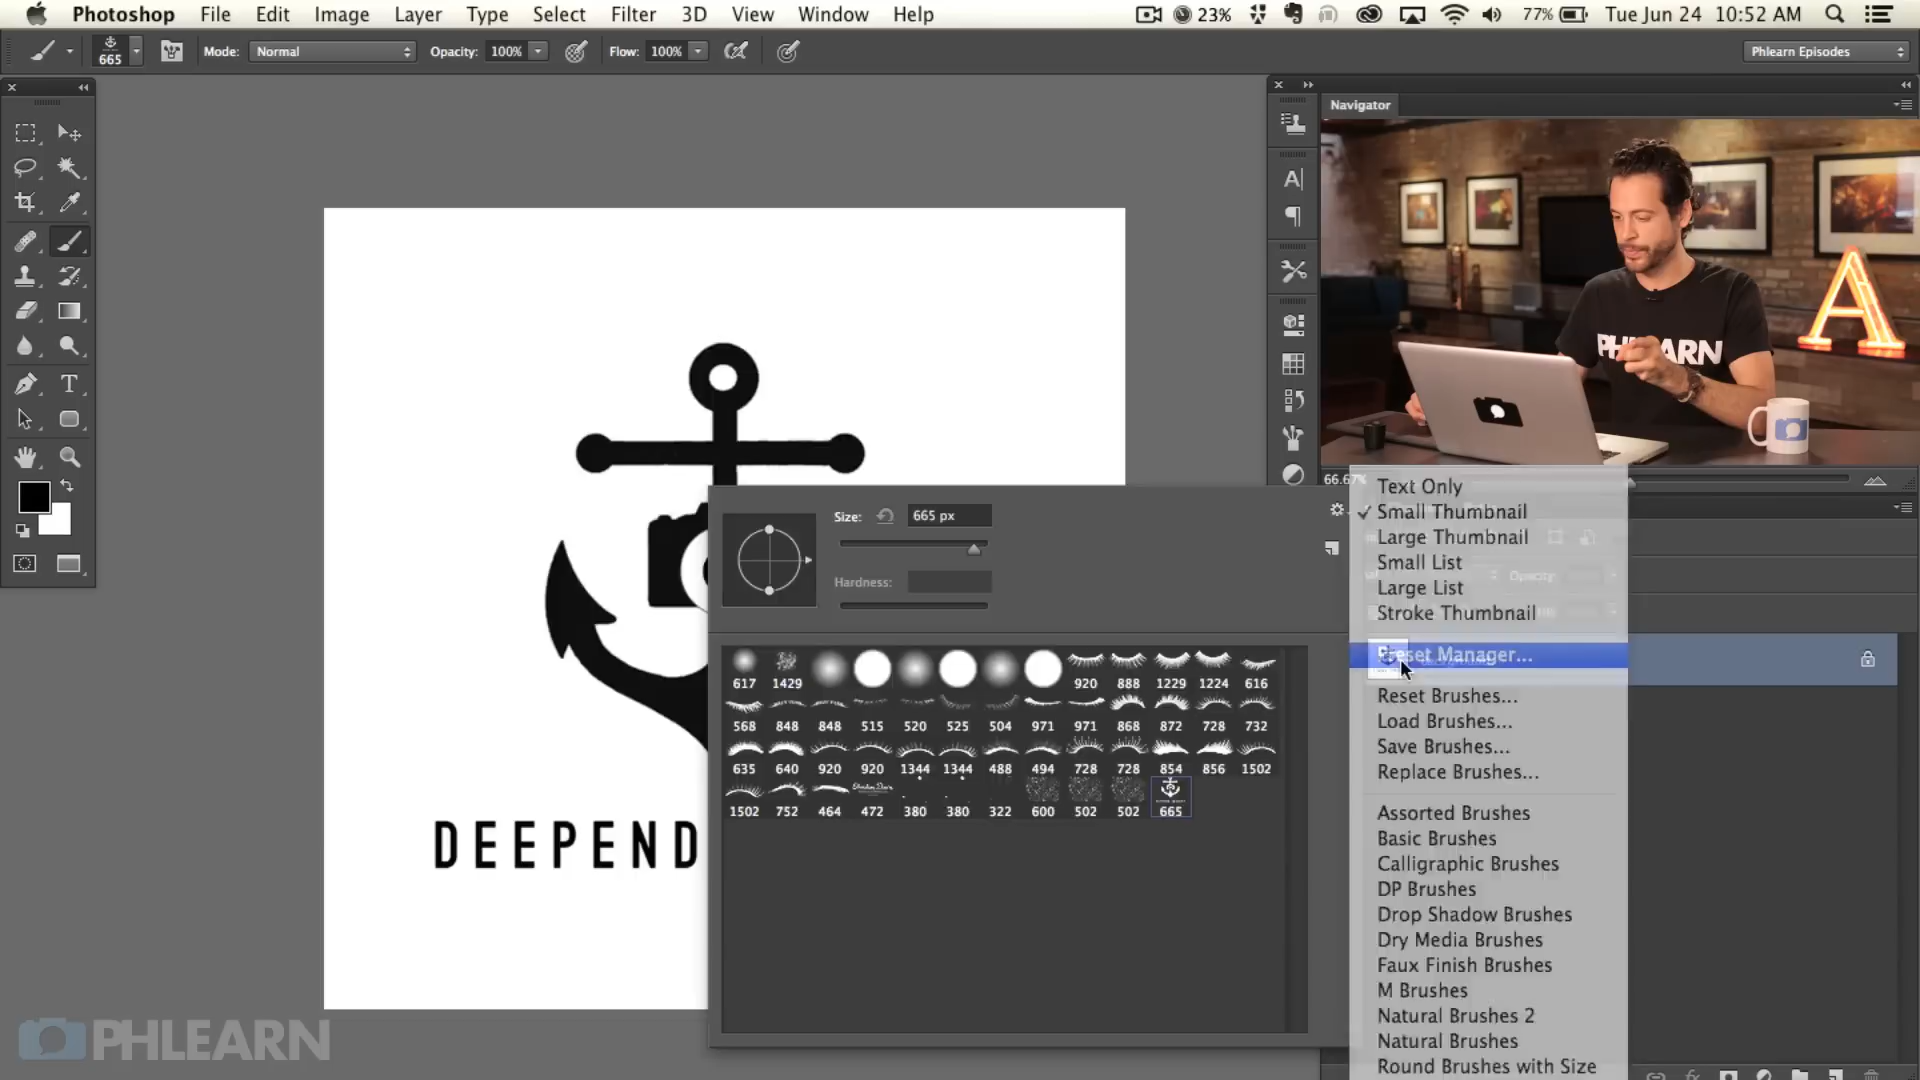 Photoshop File Edit Image Layer Type Select Filter 3D View Window Help 23% 77% Tue Jun 24 10:52 AM
665 Mode: Normal Opacity: 100% Flow: 100% Phlearn Episodes
Navigator
PHLEARN
A
66.67%
Size: 665 px
Hardness:
617 1429 920 888 1229 1224 616
568 848 848 515 520 525 504 971 971 868 872 728 732
635 640 920 920 1344 1344 488 494 728 728 854 856 1502
1502 752 464 472 380 380 322 600 502 502 665
Text Only
Small Thumbnail
Large Thumbnail
Small List
Large List
Stroke Thumbnail
Opacity:
Preset Manager...
Reset Brushes...
Load Brushes...
Save Brushes...
Replace Brushes...
Assorted Brushes
Basic Brushes
Calligraphic Brushes
DP Brushes
Drop Shadow Brushes
Dry Media Brushes
Faux Finish Brushes
M Brushes
Natural Brushes 2
Natural Brushes
Round Brushes with Size
DEEPEND
PHLEARN